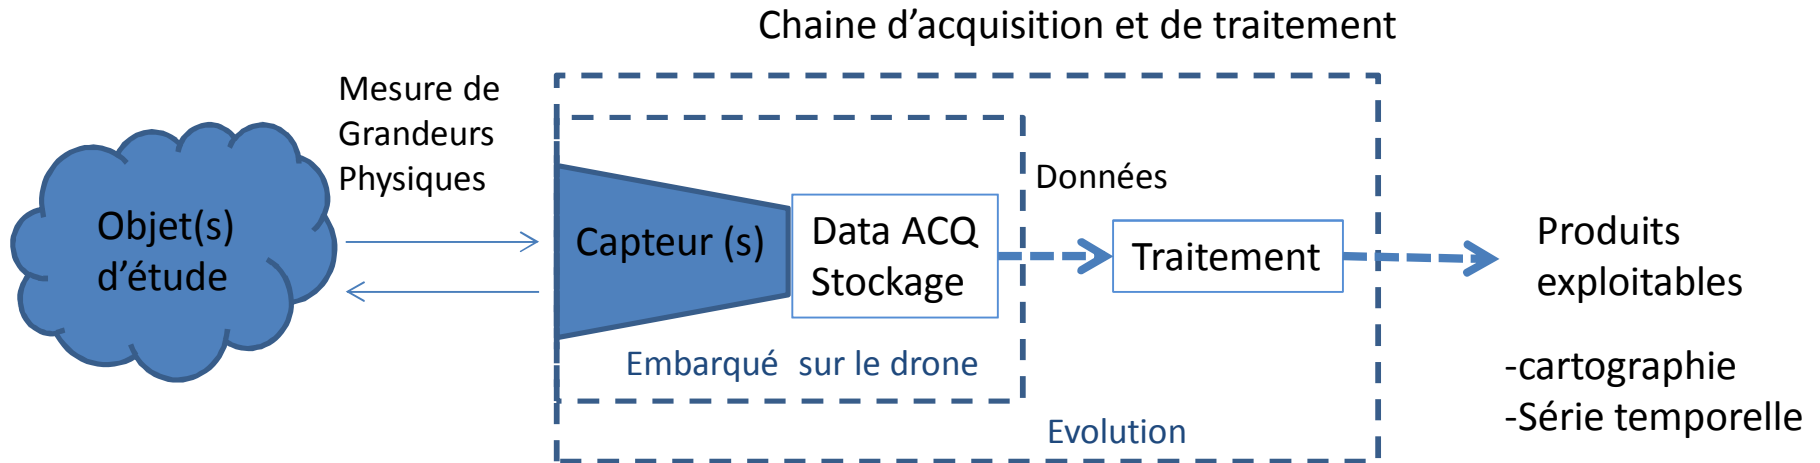 Chaine d’acquisition et de traitement
Mesure de
Grandeurs
Physiques
Objet(s)
d’étude
Capteur (s)
Data ACQ
Stockage
Embarqué sur le drone
Données
Traitement
Evolution
Produits
exploitables
-cartographie
-Série temporelle